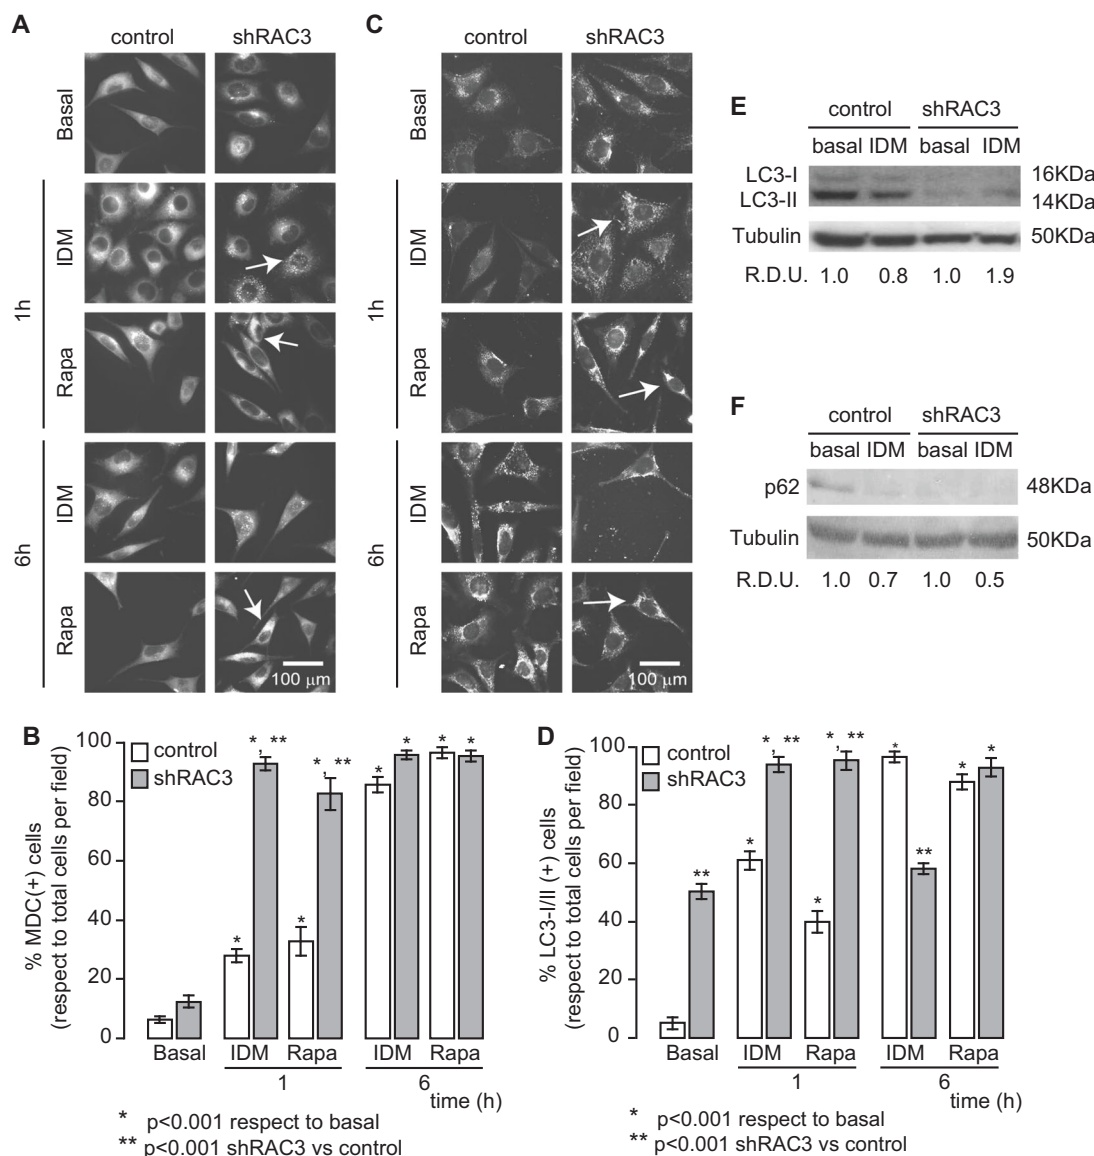 A
control shRAC3
Basal
1h
IDM
Rapa
6h
IDM
Rapa
100 µm
C
control shRAC3
Basal
1h
IDM
Rapa
6h
IDM
Rapa
100 µm
E
control shRAC3
basal IDM basal IDM
LC3-I 16KDa
LC3-II 14KDa
Tubulin 50KDa
R.D.U. 1.0 0.8 1.0 1.9
F
control shRAC3
basal IDM basal IDM
p62 48KDa
Tubulin 50KDa
R.D.U. 1.0 0.7 1.0 0.5
B
% MDC(+) cells
(respect to total cells per field)
100
80
60
40
20
0
control
shRAC3
*, **
*, **
* * * *
* *
Basal IDM Rapa IDM Rapa
1 6
time (h)
* p<0.001 respect to basal
** p<0.001 shRAC3 vs control
D
% LC3-I/II (+) cells
(respect to total cells per field)
100
80
60
40
20
0
control
shRAC3
*, ** *, **
* * *
** * * **
Basal IDM Rapa IDM Rapa
1 6
time (h)
* p<0.001 respect to basal
** p<0.001 shRAC3 vs control